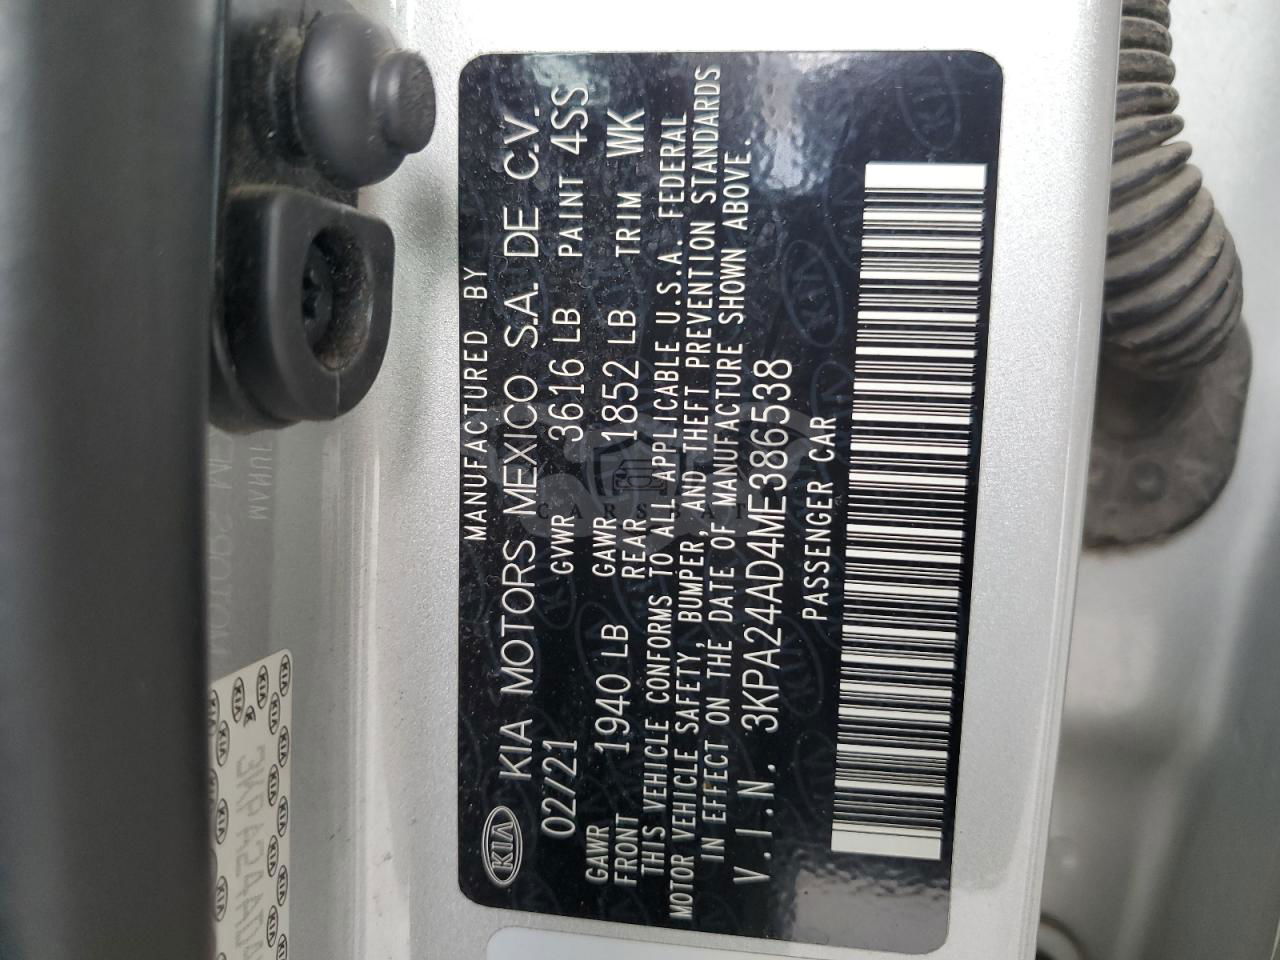 MANUFACTURED BY
KIA KIA MOTORS MEXICO S.A. DE C.V.
02/21 GVWR 3616 LB PAINT 4SS
GAWR FRONT 1940 LB GAWR REAR 1852 LB TRIM WK
THIS VEHICLE CONFORMS TO ALL APPLICABLE U.S.A. FEDERAL
MOTOR VEHICLE SAFETY, BUMPER, AND THEFT PREVENTION STANDARDS
IN EFFECT ON THE DATE OF MANUFACTURE SHOWN ABOVE.
V.I.N. 3KPA24AD4ME386538
PASSENGER CAR